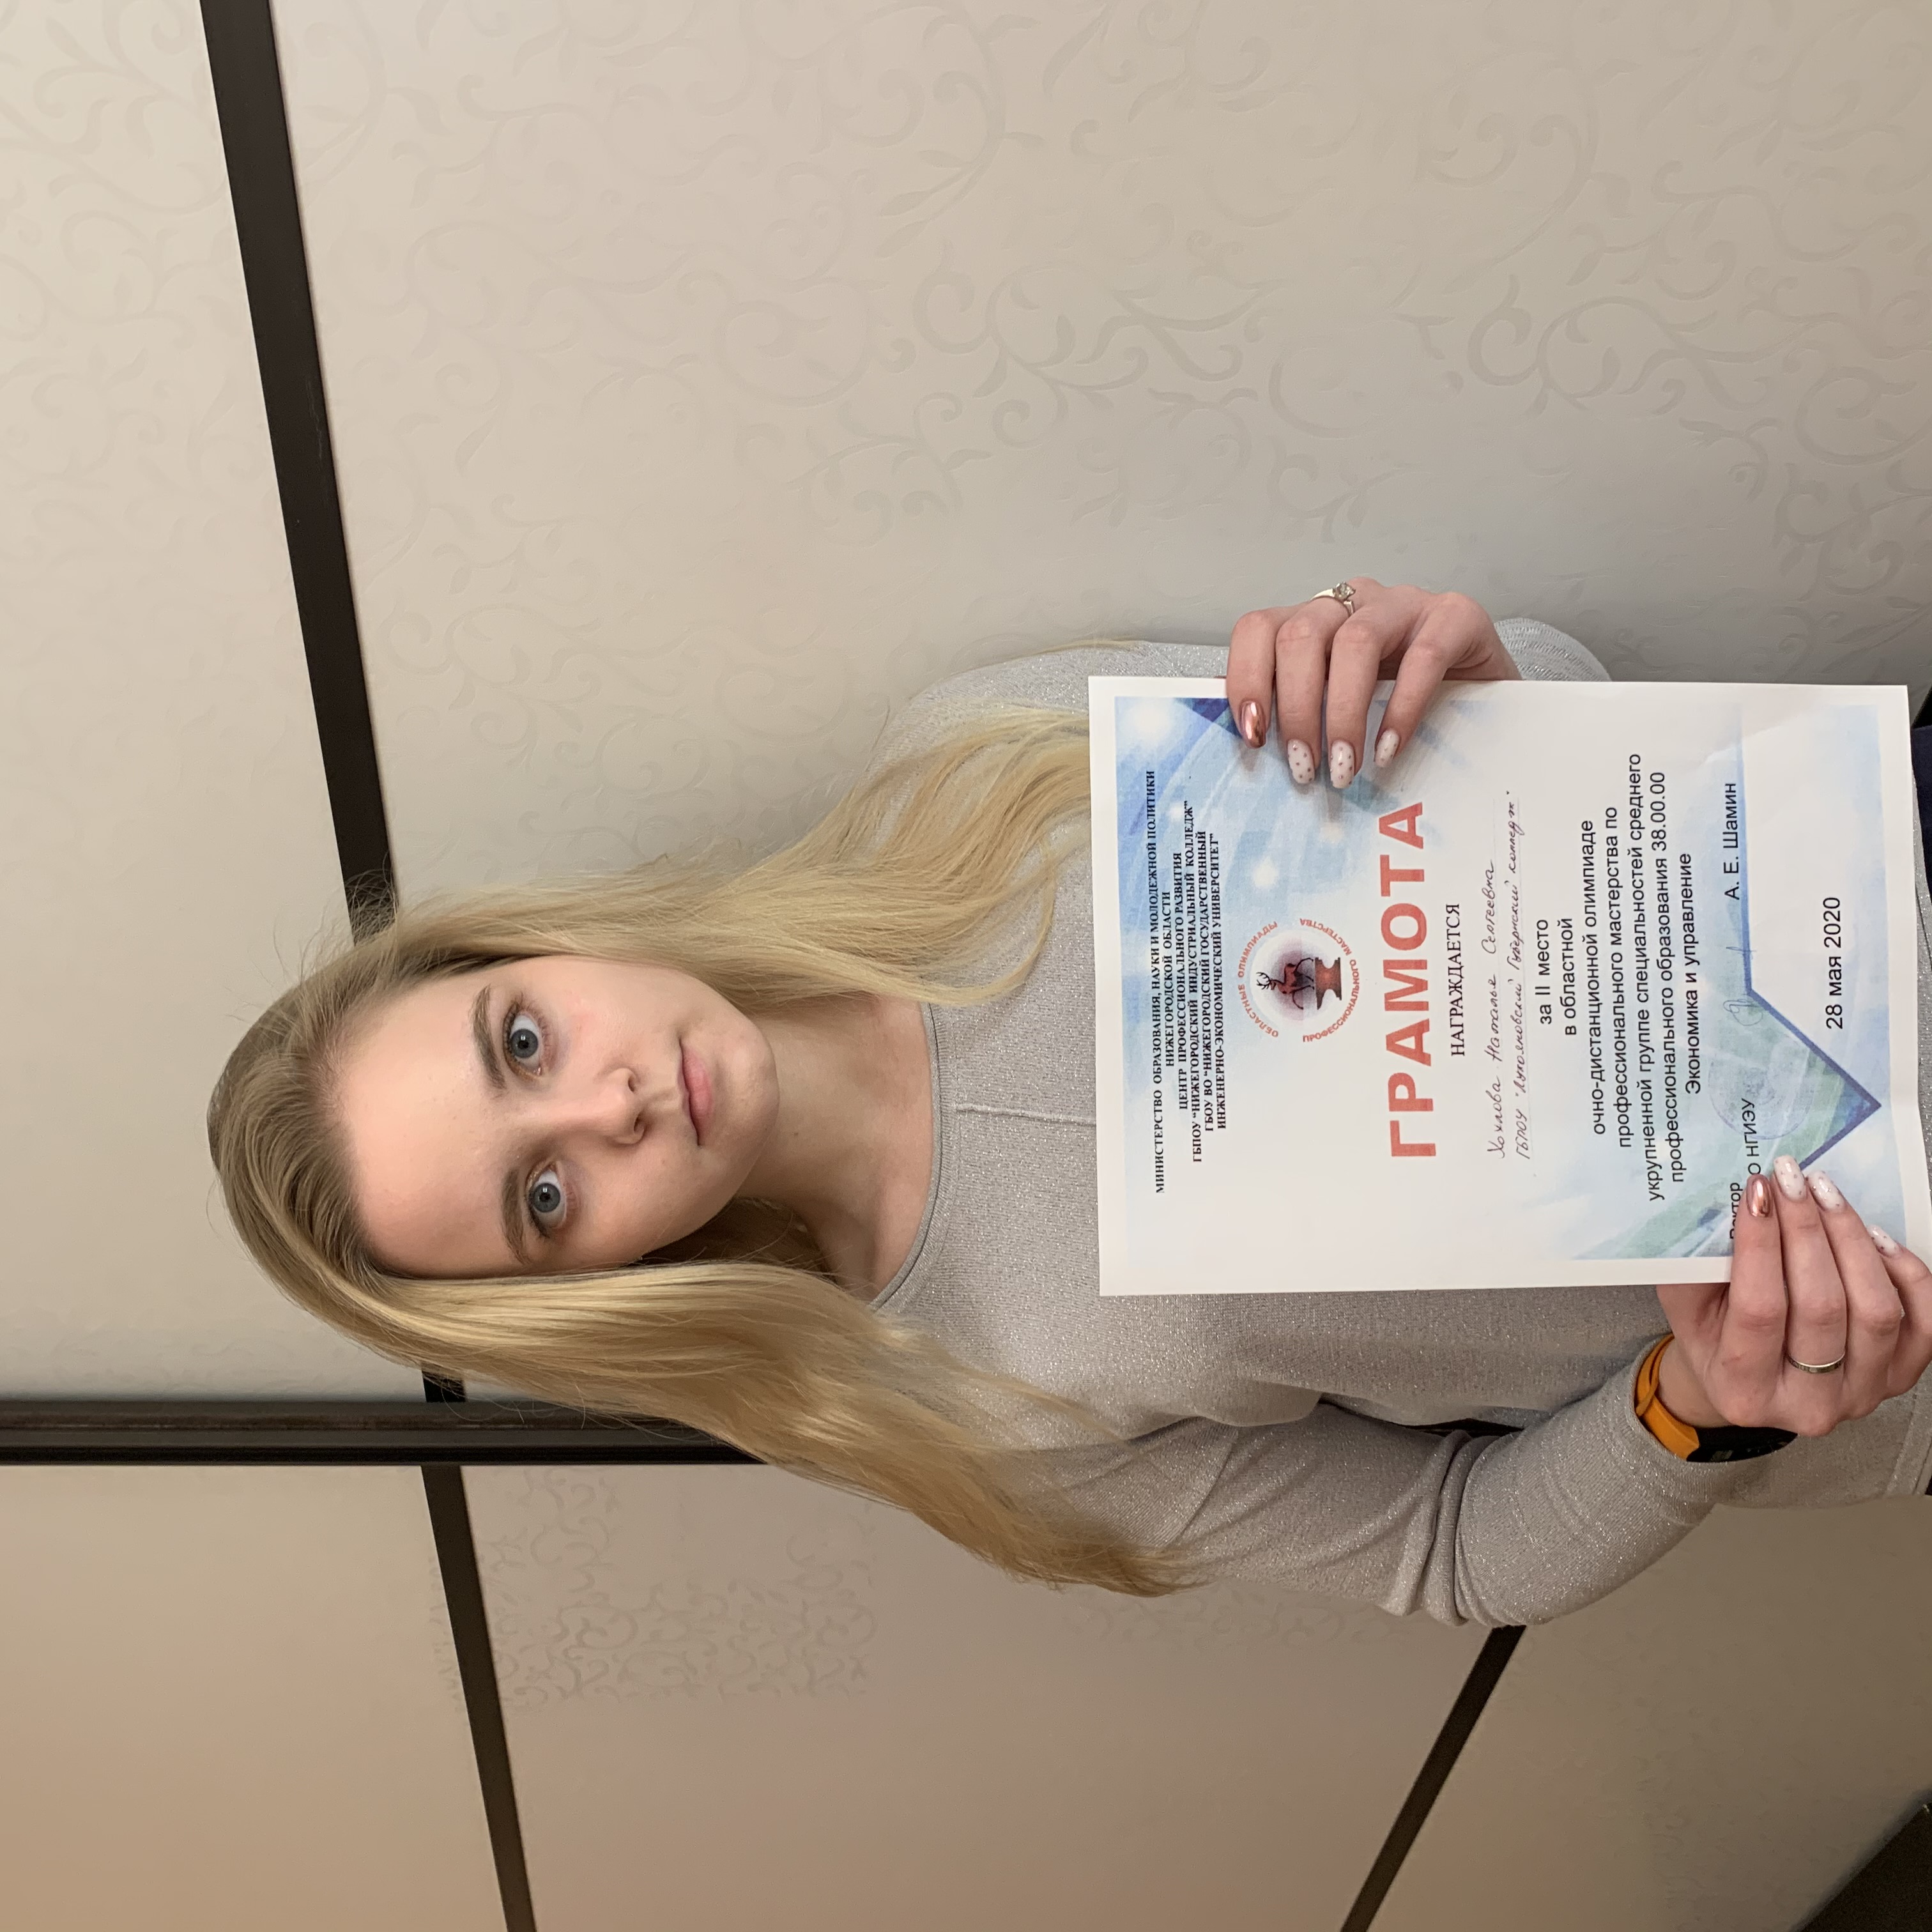 МИНИСТЕРСТВО ОБРАЗОВАНИЯ, НАУКИ И МОЛОДЕЖНОЙ ПОЛИТИКИ
НИЖЕГОРОДСКОЙ ОБЛАСТИ
ЦЕНТР ПРОФЕССИОНАЛЬНОГО РАЗВИТИЯ
ГБПОУ "НИЖЕГОРОДСКИЙ ИНДУСТРИАЛЬНЫЙ КОЛЛЕДЖ"
ГБОУ ВО "НИЖЕГОРОДСКИЙ ГОСУДАРСТВЕННЫЙ
ИНЖЕНЕРНО-ЭКОНОМИЧЕСКИЙ УНИВЕРСИТЕТ"
ОБЛАСТНЫЕ ОЛИМПИАДЫ
ПРОФЕССИОНАЛЬНОГО МАСТЕРСТВА
ГРАМОТА
НАГРАЖДАЕТСЯ
Хохлова Наталья Сергеевна
ГБПОУ "Лукояновский Губернский колледж"
за II место
в областной
очно-дистанционной олимпиаде
профессионального мастерства по
укрупненной группе специальностей среднего
профессионального образования 38.00.00
Экономика и управление
Ректор
О НГИЭУ А. Е. Шамин
28 мая 2020